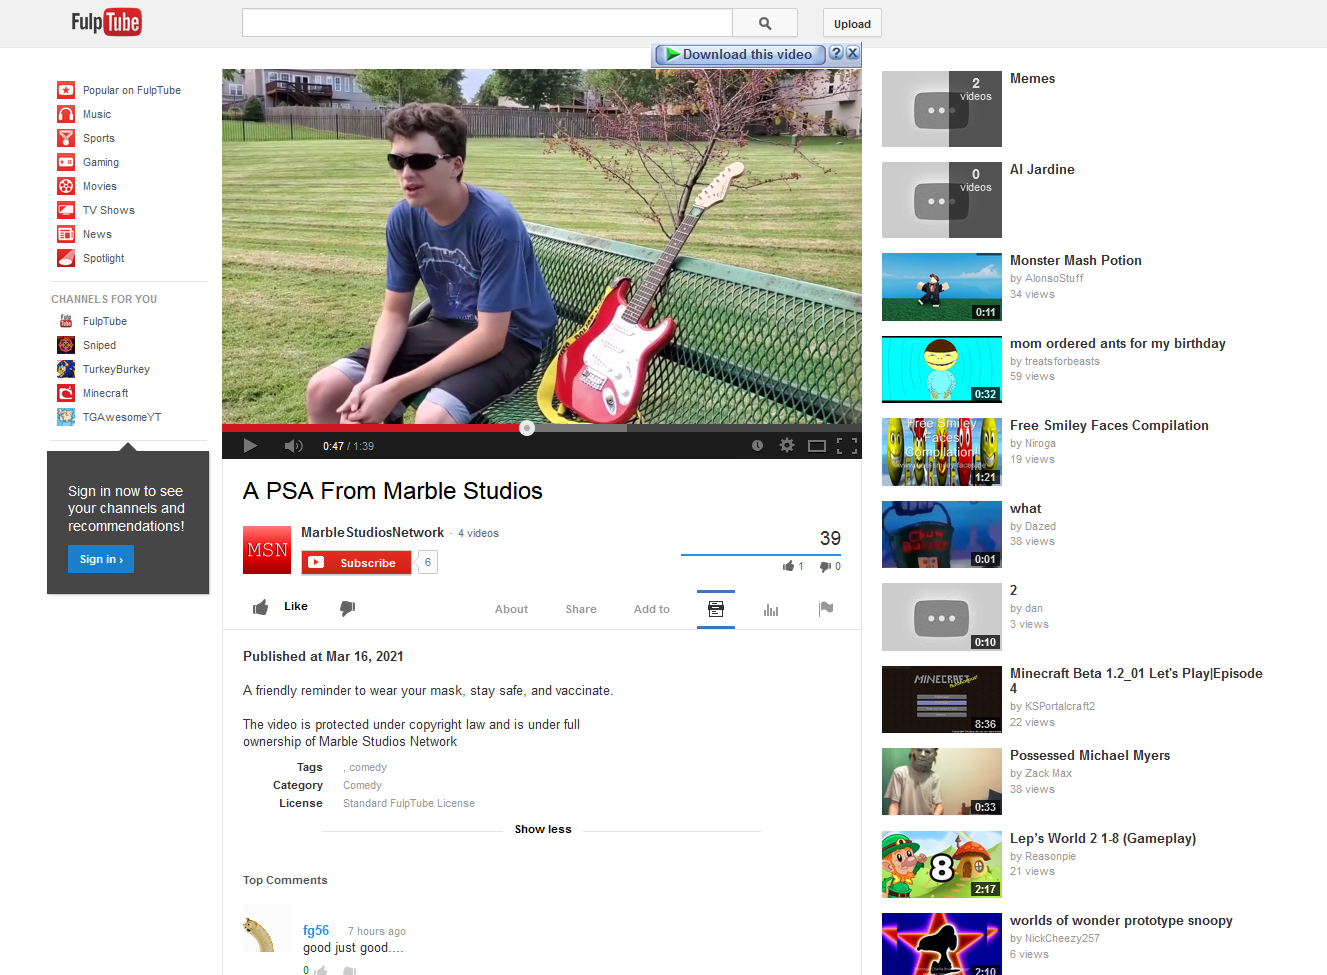 FulpTube
Upload
Download this video ? X
Popular on FulpTube
Music
Sports
Gaming
Movies
TV Shows
News
Spotlight
CHANNELS FOR YOU
FulpTube
Sniped
TurkeyBurkey
Minecraft
TGAwesomeYT
Sign in now to see
your channels and
recommendations!
Sign in ›
0:47 / 1:39
A PSA From Marble Studios
MSN
MarbleStudiosNetwork - 4 videos
Subscribe 6
39
1 0
Like
About Share Add to
Published at Mar 16, 2021
A friendly reminder to wear your mask, stay safe, and vaccinate.
The video is protected under copyright law and is under full
ownership of Marble Studios Network
Tags , comedy
Category Comedy
License Standard FulpTube License
Show less
Top Comments
fg56 7 hours ago
good just good....
0
2
videos
Memes
0
videos
Al Jardine
0:11
Monster Mash Potion
by AlonsoStuff
34 views
0:32
mom ordered ants for my birthday
by treatsforbeasts
59 views
Free Smiley
Faces
Compilation!
1:21
Free Smiley Faces Compilation
by Niroga
19 views
0:01
what
by Dazed
38 views
0:10
2
by dan
3 views
MINECRAFT
8:36
Minecraft Beta 1.2_01 Let's Play|Episode
4
by KSPortalcraft2
22 views
0:33
Possessed Michael Myers
by Zack Max
38 views
8
2:17
Lep's World 2 1-8 (Gameplay)
by Reasonpie
21 views
2:10
worlds of wonder prototype snoopy
by NickCheezy257
6 views